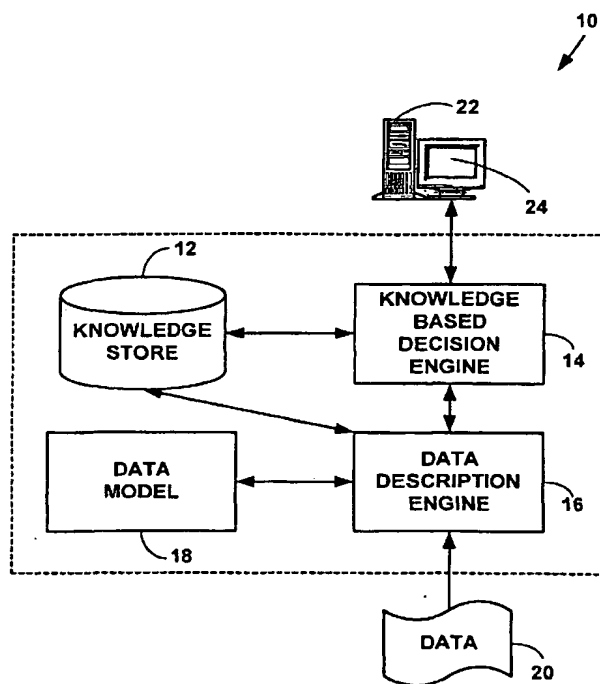 10
22
24
12
KNOWLEDGE
STORE
KNOWLEDGE
BASED
DECISION
ENGINE
14
DATA
MODEL
18
DATA
DESCRIPTION
ENGINE
16
DATA
20